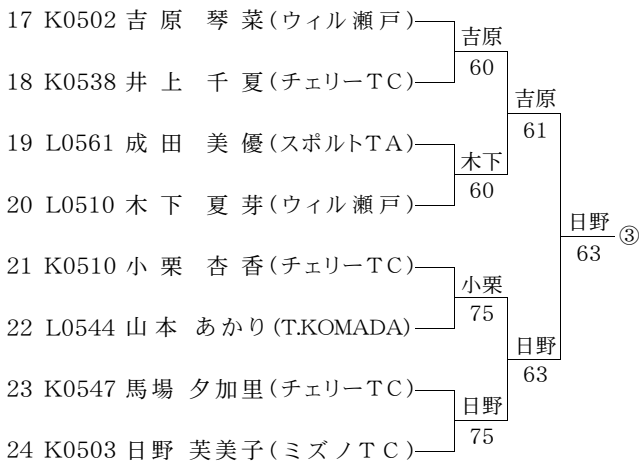 17 K0502 吉原 琴菜(ウィル瀬戸)
吉原
60
18 K0538 井上 千夏(チェリーTC)
吉原
61
19 L0561 成田 美優(スポルトTA)
木下
60
20 L0510 木下 夏芽(ウィル瀬戸)
日野 ③
63
21 K0510 小栗 杏香(チェリーTC)
小栗
75
22 L0544 山本 あかり(T.KOMADA)
日野
63
23 K0547 馬場 夕加里(チェリーTC)
日野
75
24 K0503 日野 芙美子(ミズノTC)